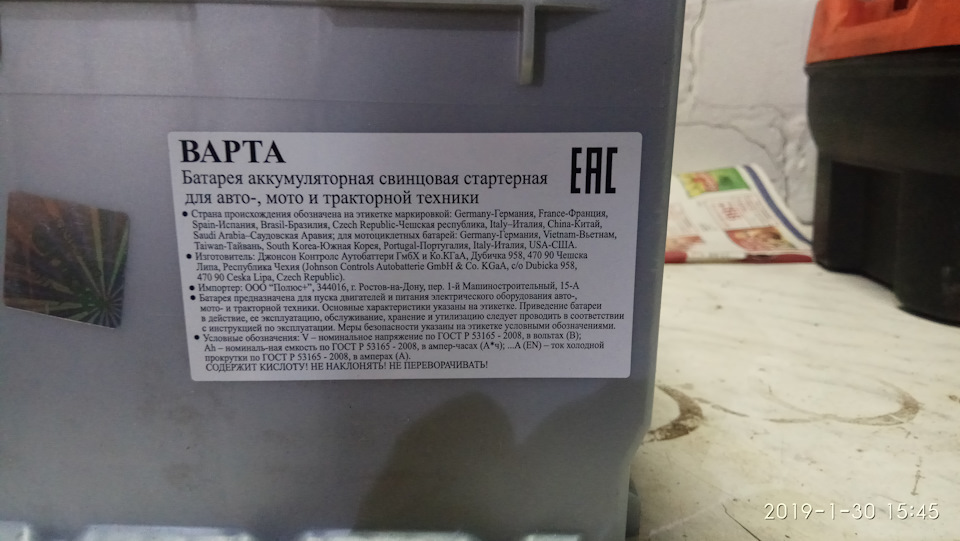 ВАРТА
EAC
Батарея аккумуляторная свинцовая стартерная
для авто-, мото и тракторной техники
● Страна происхождения обозначена на этикетке маркировкой: Germany-Германия, France-Франция,
Spain-Испания, Brasil-Бразилия, Czech Republic-Чешская республика, Italy–Италия, China-Китай,
Saudi Arabia-Саудовская Аравия; для мотоциклетных батарей: Germany-Германия, Vietnam-Вьетнам,
Taiwan-Тайвань, South Korea-Южная Корея, Portugal-Португалия, Italy-Италия, USA-США.
● Изготовитель: Джонсон Контролс Аутобаттери ГмбХ и Ко.КГаА, Дубичка 958, 470 90 Чешска
Липа, Республика Чехия (Johnson Controls Autobatterie GmbH & Co. KGaA, c/o Dubicka 958,
470 90 Ceska Lipa, Czech Republic).
● Импортер: ООО "Полюс+", 344016, г. Ростов-на-Дону, пер. 1-й Машиностроительный, 15-А
● Батарея предназначена для пуска двигателей и питания электрического оборудования авто-,
мото- и тракторной техники. Основные характеристики указаны на этикетке. Приведение батареи
в действие, ее эксплуатацию, обслуживание, хранение и утилизацию следует проводить в соответствии
с инструкцией по эксплуатации. Меры безопасности указаны на этикетке условными обозначениями.
● Условные обозначения: V – номинальное напряжение по ГОСТ Р 53165 - 2008, в вольтах (В);
Ah – номиналь-ная емкость по ГОСТ Р 53165 - 2008, в ампер-часах (А*ч); ...A (EN) – ток холодной
прокрутки по ГОСТ Р 53165 - 2008, в амперах (А).
СОДЕРЖИТ КИСЛОТУ! НЕ НАКЛОНЯТЬ! НЕ ПЕРЕВОРАЧИВАТЬ!
2019-1-30 15:45